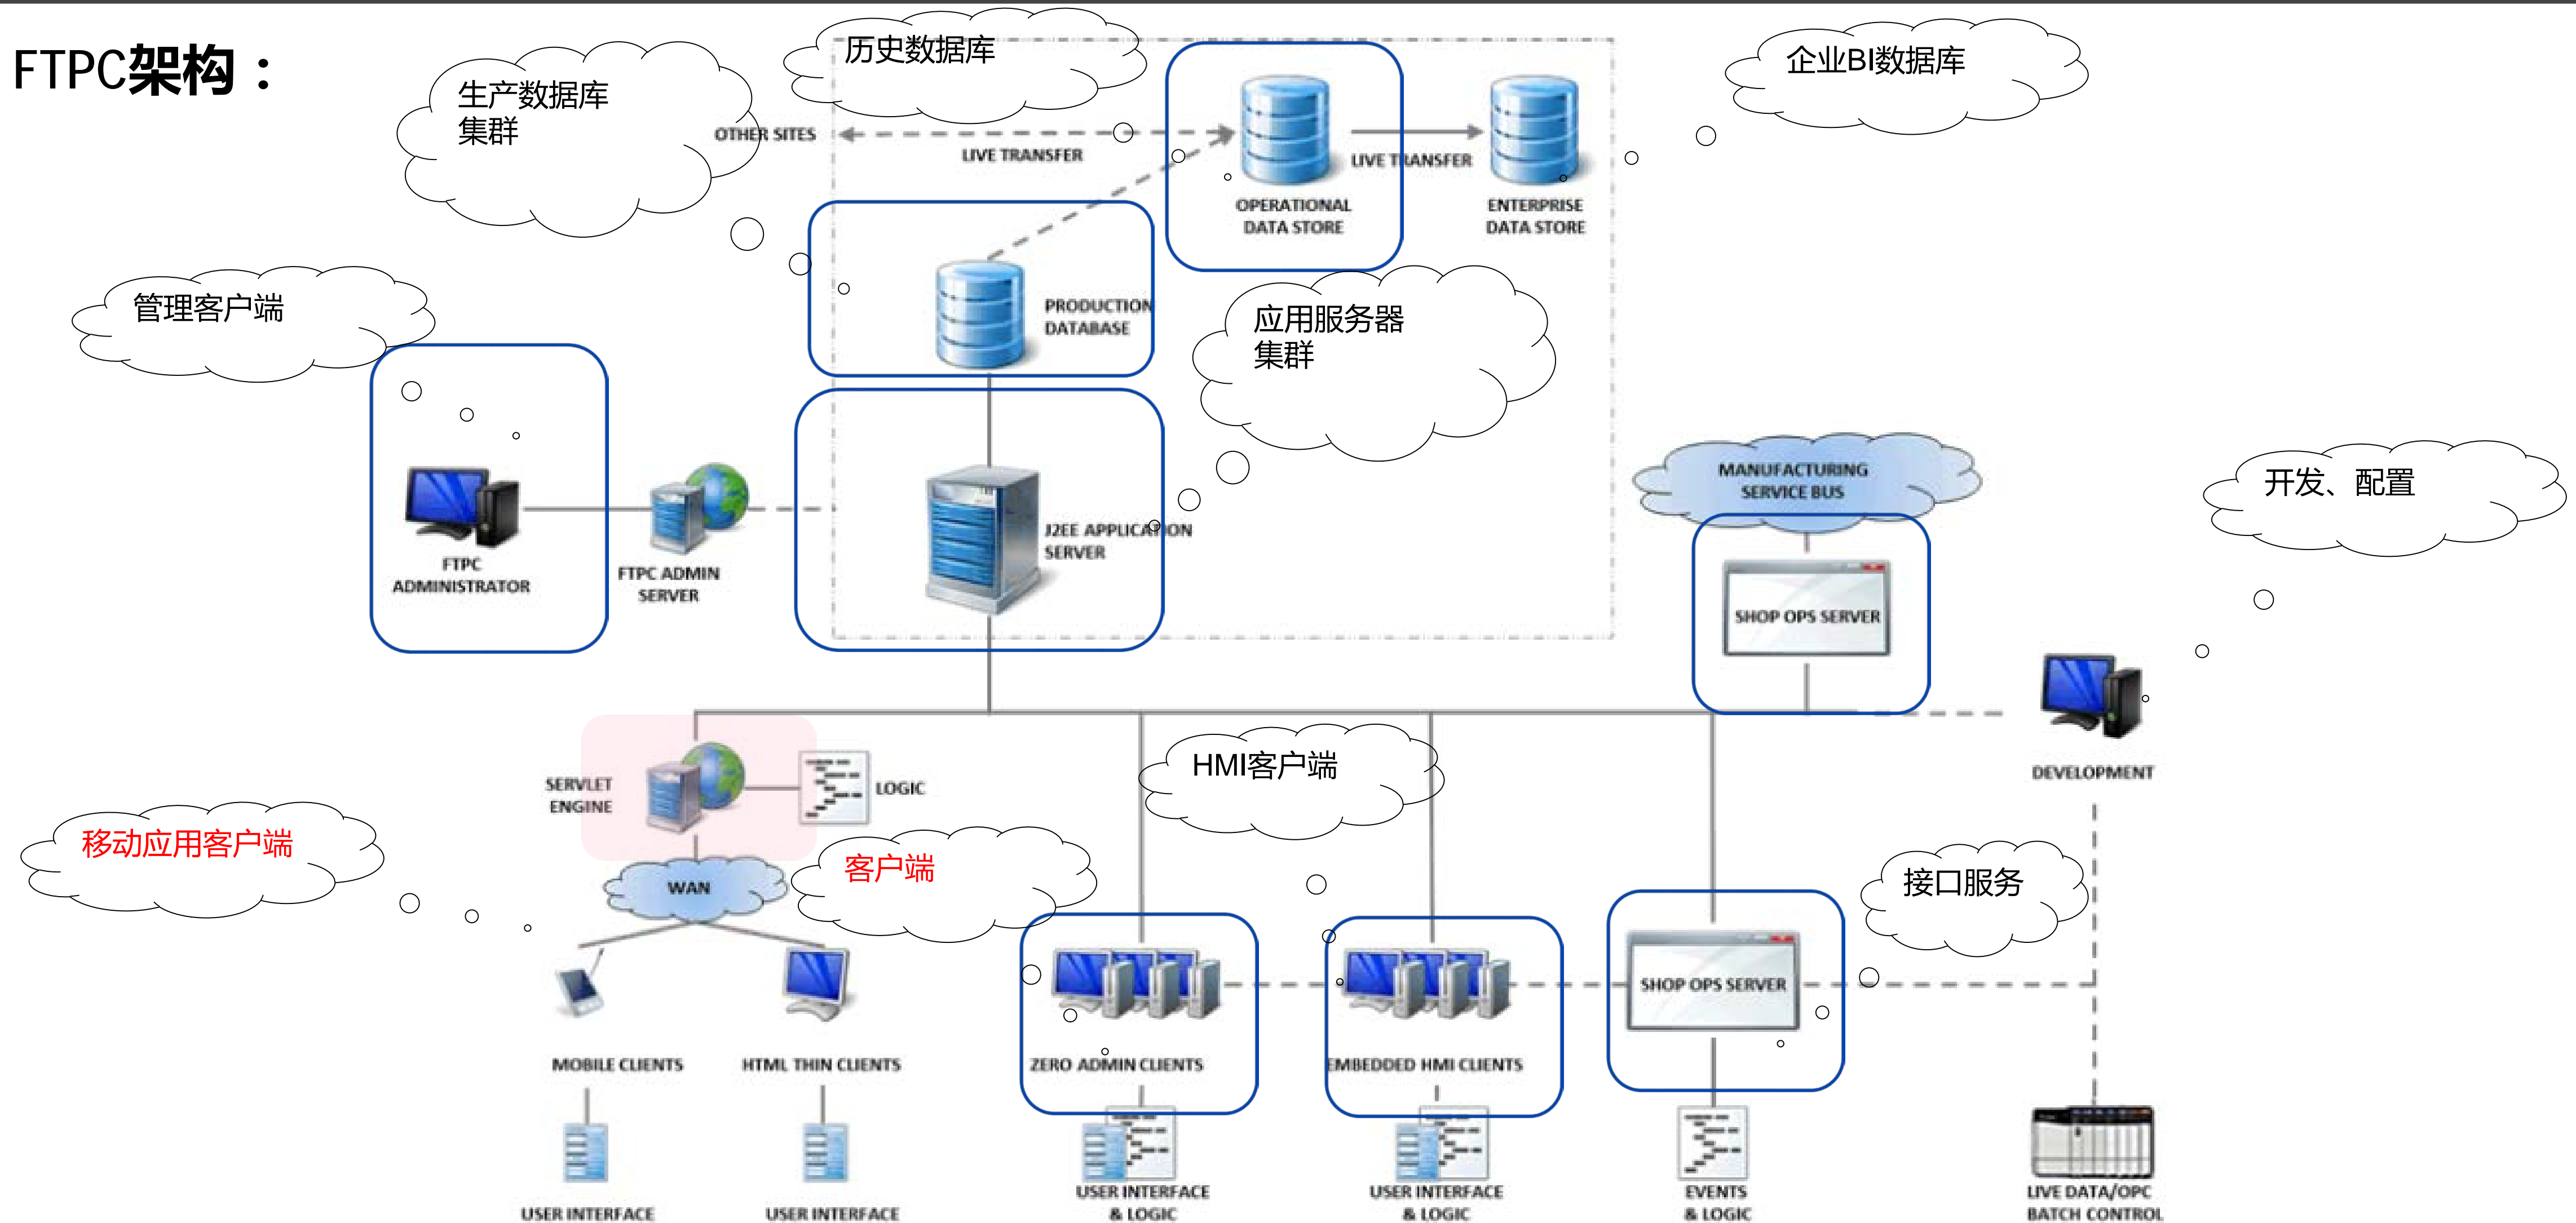 FTPC架构：
历史数据库
企业BI数据库
生产数据库
集群
OTHER SITES
LIVE TRANSFER
LIVE TRANSFER
OPERATIONAL
DATA STORE
ENTERPRISE
DATA STORE
管理客户端
PRODUCTION
DATABASE
应用服务器
集群
FTPC
ADMINISTRATOR
FTPC ADMIN
SERVER
J2EE APPLICATION
SERVER
MANUFACTURING
SERVICE BUS
开发、配置
SHOP OPS SERVER
SERVLET
ENGINE
LOGIC
HMI客户端
DEVELOPMENT
移动应用客户端
WAN
客户端
接口服务
SHOP OPS SERVER
MOBILE CLIENTS
HTML THIN CLIENTS
ZERO ADMIN CLIENTS
EMBEDDED HMI CLIENTS
USER INTERFACE
USER INTERFACE
USER INTERFACE
& LOGIC
USER INTERFACE
& LOGIC
EVENTS
& LOGIC
LIVE DATA/OPC
BATCH CONTROL